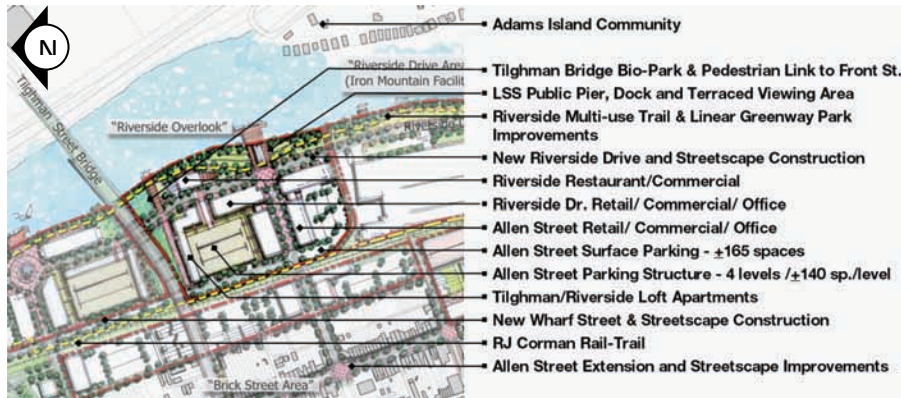 N
Tilghman Street Bridge
"Riverside Overlook"
"Riverside Drive Area
(Iron Mountain Facilit
"Brick Street Area"
Adams Island Community
Tilghman Bridge Bio-Park & Pedestrian Link to Front St.
LSS Public Pier, Dock and Terraced Viewing Area
Riverside Multi-use Trail & Linear Greenway Park
Improvements
New Riverside Drive and Streetscape Construction
Riverside Restaurant/Commercial
Riverside Dr. Retail/ Commercial/ Office
Allen Street Retail/ Commercial/ Office
Allen Street Surface Parking - ±165 spaces
Allen Street Parking Structure - 4 levels /±140 sp./level
Tilghman/Riverside Loft Apartments
New Wharf Street & Streetscape Construction
RJ Corman Rail-Trail
Allen Street Extension and Streetscape Improvements